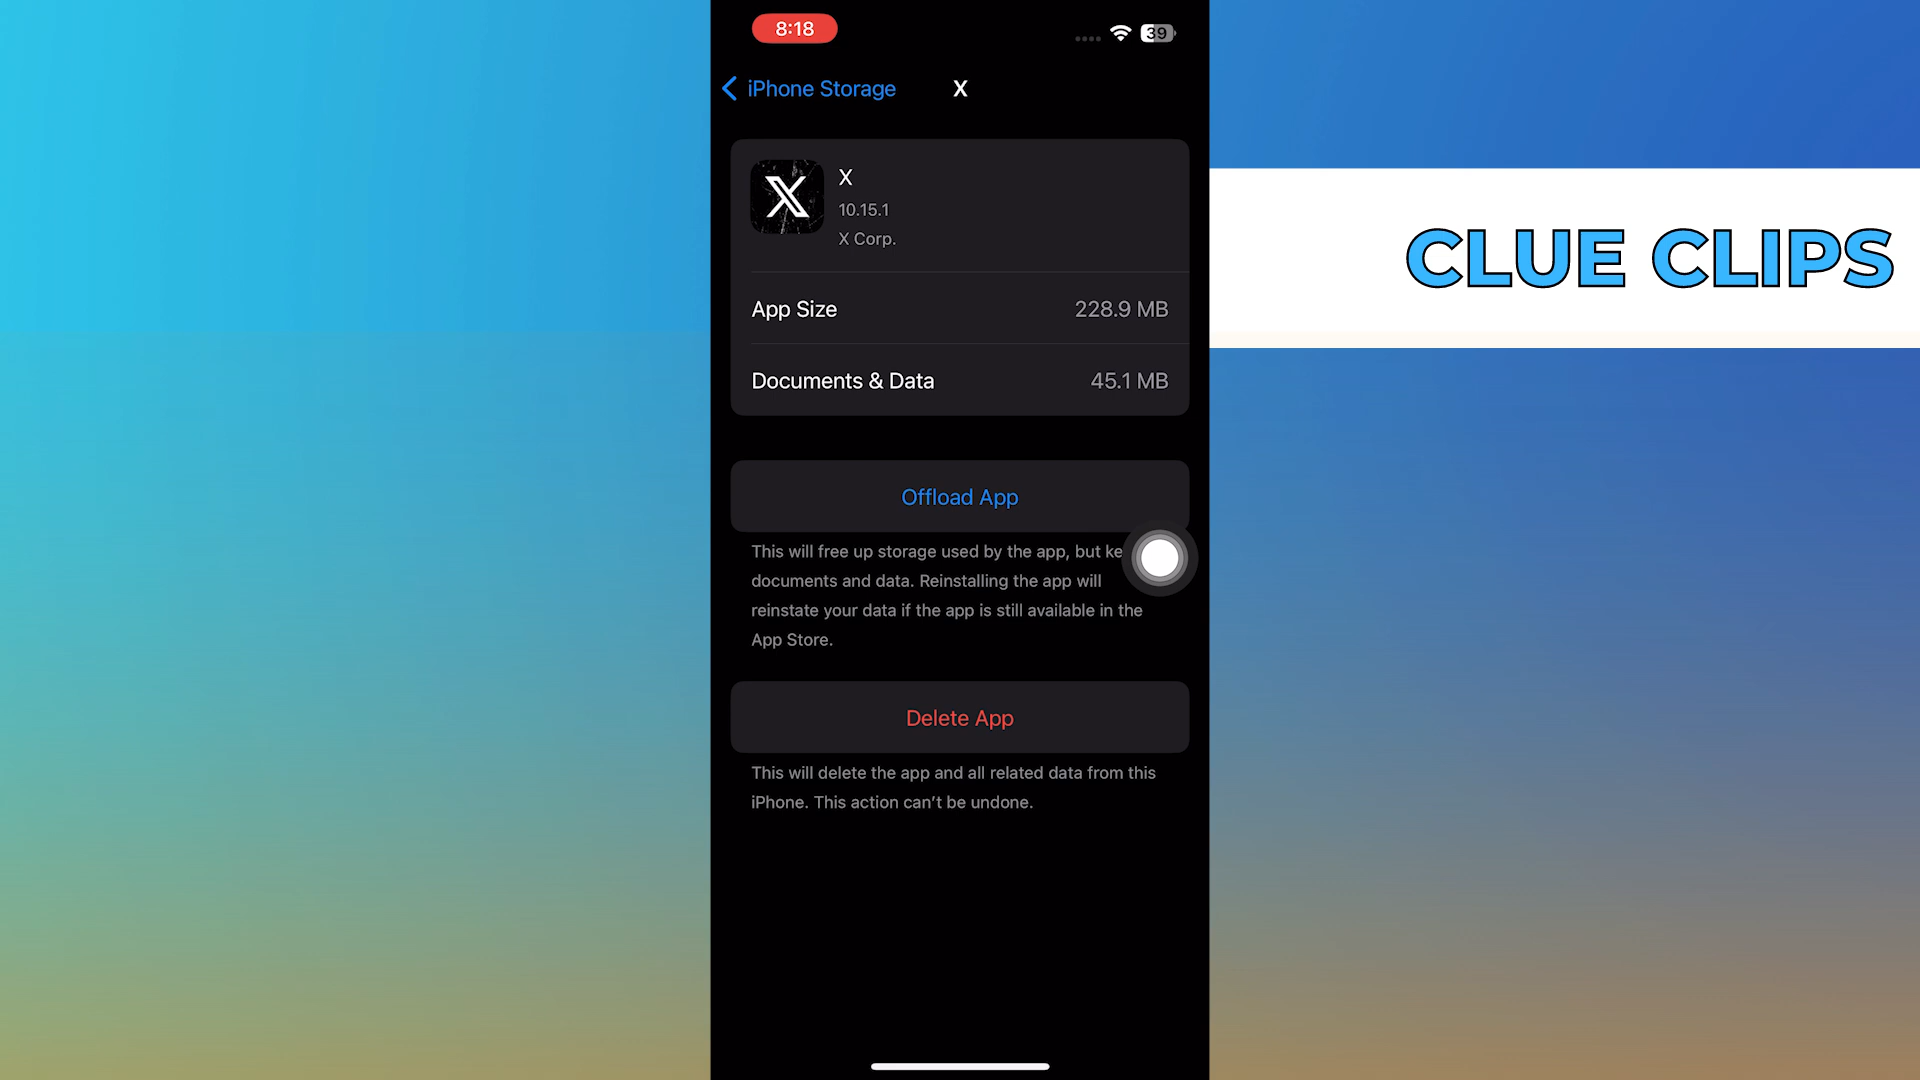 8:18
39
iPhone Storage
X
X
10.15.1
X Corp.
App Size 228.9 MB
Documents & Data 45.1 MB
Offload App
This will free up storage used by the app, but ke
documents and data. Reinstalling the app will
reinstate your data if the app is still available in the
App Store.
Delete App
This will delete the app and all related data from this
iPhone. This action can't be undone.
CLUE CLIPS